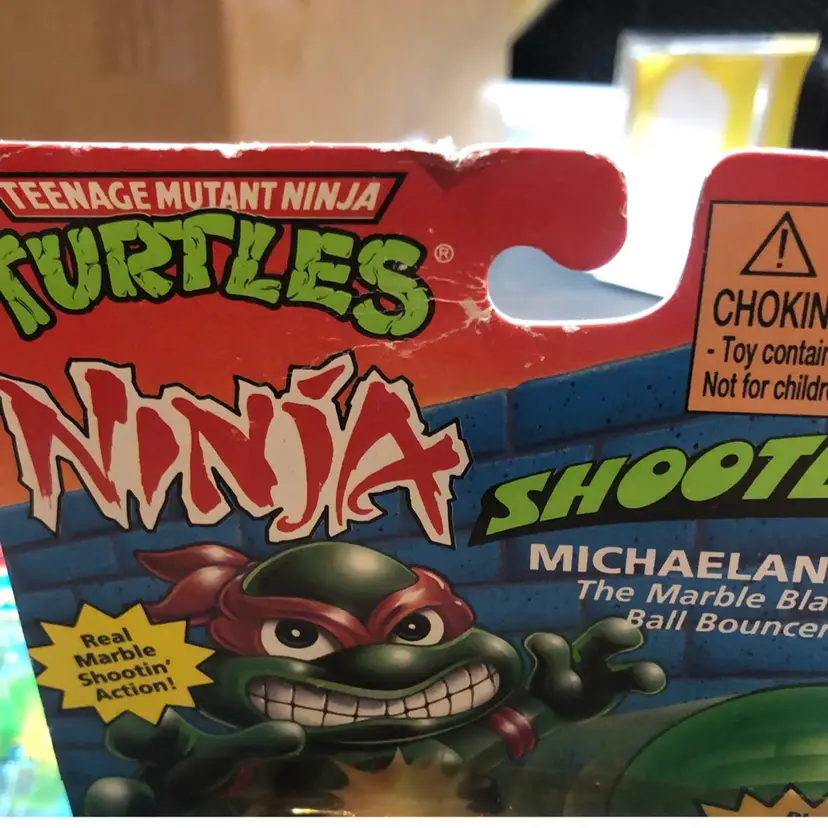 TEENAGE MUTANT NINJA
TURTLES®
NINJA
SHOOTE
MICHAELAN
The Marble Bla
Ball Bouncer
Real
Marble
Shootin'
Action!
CHOKIN
- Toy contain
Not for childr